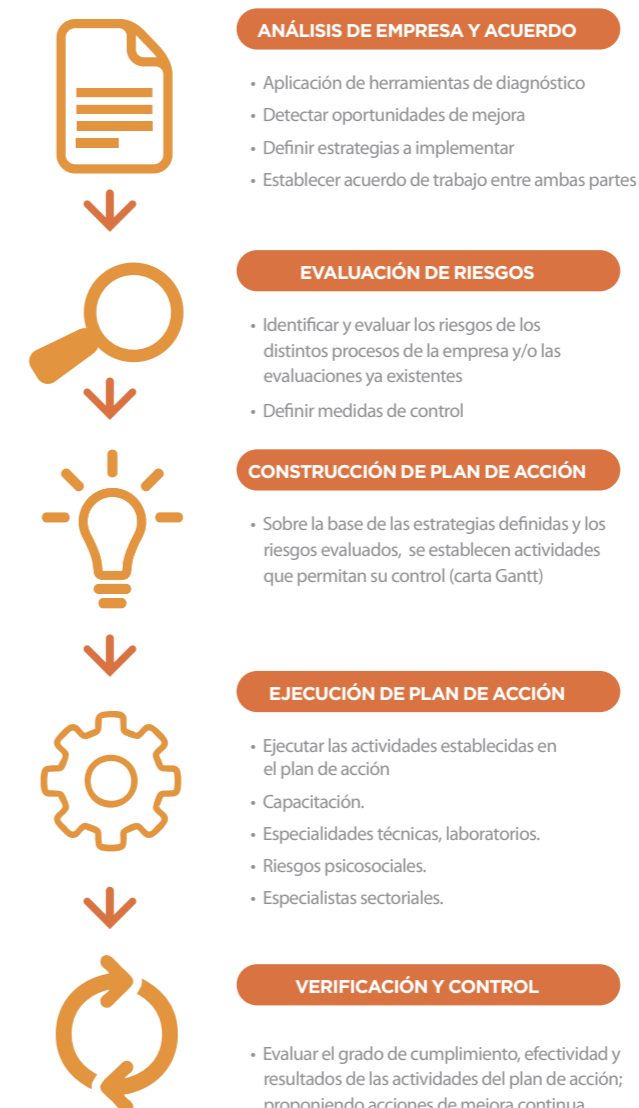 ANÁLISIS DE EMPRESA Y ACUERDO
• Aplicación de herramientas de diagnóstico
• Detectar oportunidades de mejora
• Definir estrategias a implementar
• Establecer acuerdo de trabajo entre ambas partes
EVALUACIÓN DE RIESGOS
• Identificar y evaluar los riesgos de los
distintos procesos de la empresa y/o las
evaluaciones ya existentes
• Definir medidas de control
CONSTRUCCIÓN DE PLAN DE ACCIÓN
• Sobre la base de las estrategias definidas y los
riesgos evaluados, se establecen actividades
que permitan su control (carta Gantt)
EJECUCIÓN DE PLAN DE ACCIÓN
• Ejecutar las actividades establecidas en
el plan de acción
• Capacitación.
• Especialidades técnicas, laboratorios.
• Riesgos psicosociales.
• Especialistas sectoriales.
VERIFICACIÓN Y CONTROL
• Evaluar el grado de cumplimiento, efectividad y
resultados de las actividades del plan de acción;
proponiendo acciones de mejora continua